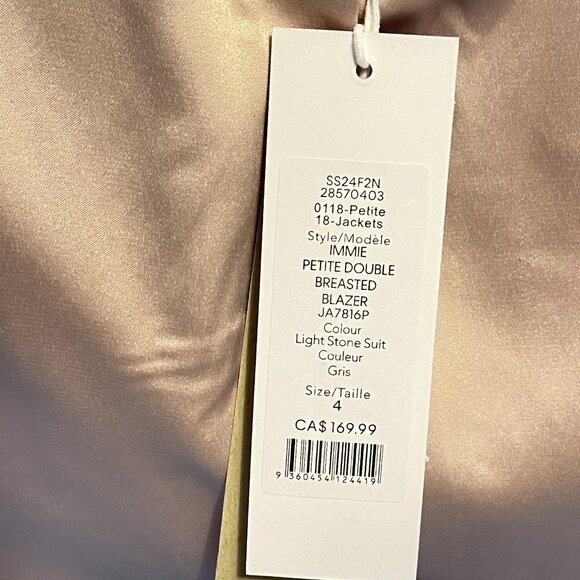 SS24F2N
28570403
0118-Petite
18-Jackets
Style/Modèle
IMMIE
PETITE DOUBLE
BREASTED
BLAZER
JA7816P
Colour
Light Stone Suit
Couleur
Gris
Size/Taille
4
CA$ 169.99
9 360454 124419